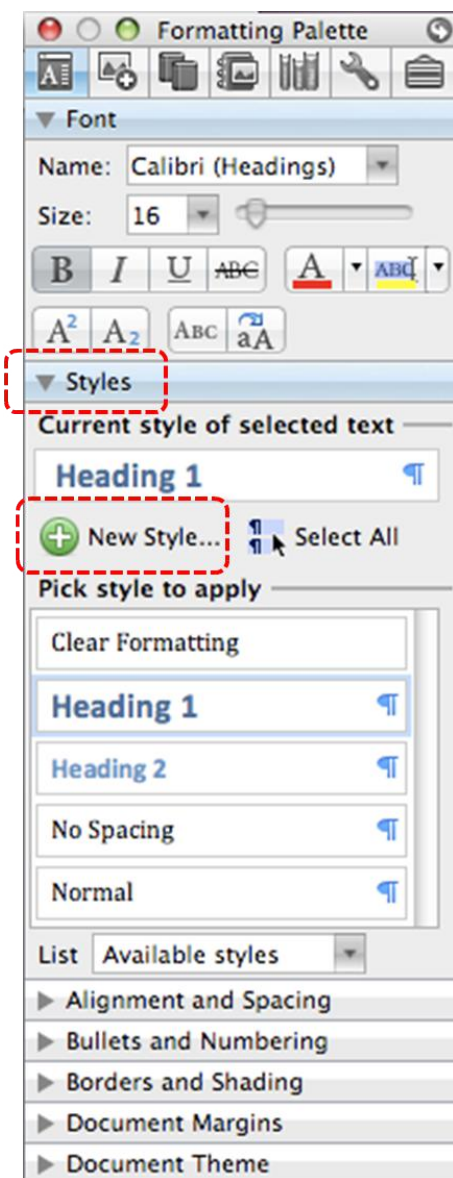 Formatting Palette
A
Font
Name: Calibri (Headings)
Size: 16
B I U ABC A ABC
A² A₂ ABC aA
Styles
Current style of selected text
Heading 1 ¶
New Style... ¶ ¶ Select All
Pick style to apply
Clear Formatting
Heading 1 ¶
Heading 2 ¶
No Spacing ¶
Normal ¶
List Available styles
Alignment and Spacing
Bullets and Numbering
Borders and Shading
Document Margins
Document Theme